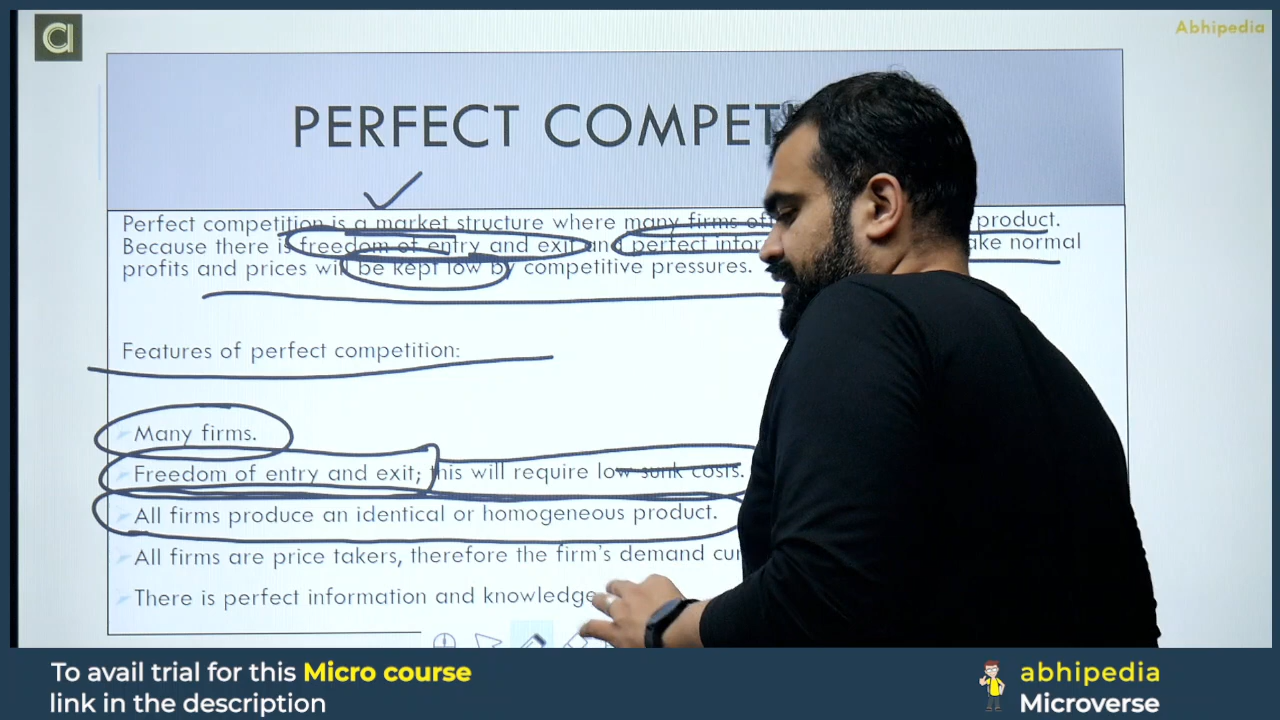 Abhipedia
PERFECT COMPET
Perfect competition is a market structure where many firms of product.
Because there is freedom of entry and exit and perfect infor ake normal
profits and prices will be kept low by competitive pressures.
Features of perfect competition:
Many firms.
Freedom of entry and exit; this will require low sunk costs.
All firms produce an identical or homogeneous product.
All firms are price takers, therefore the firm's demand cu
There is perfect information and knowledge
To avail trial for this Micro course
link in the description
abhipedia
Microverse